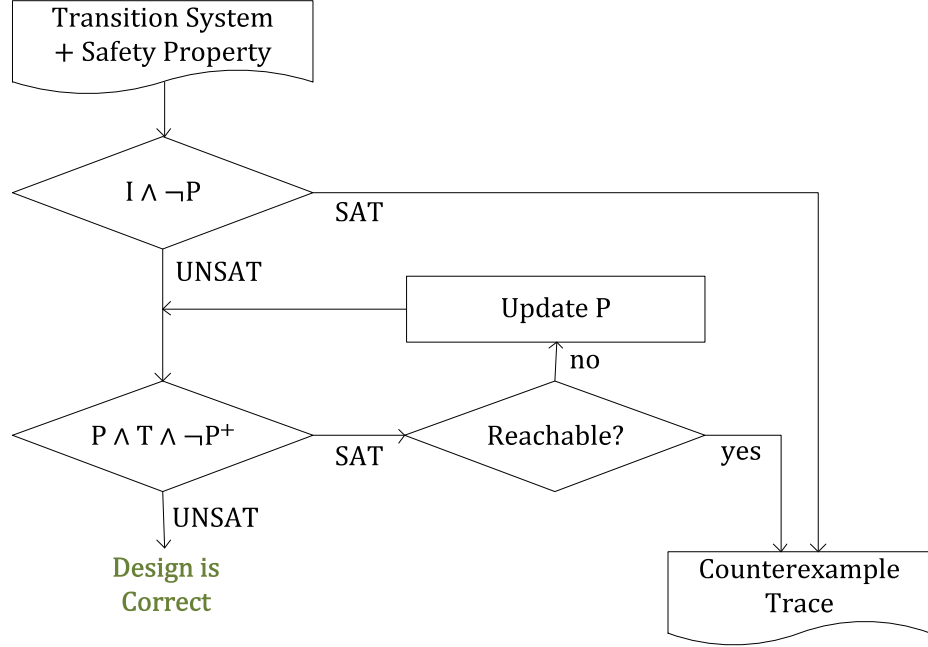 Transition System
+ Safety Property
I ∧ ¬P
SAT
UNSAT
Update P
no
P ∧ T ∧ ¬P⁺
SAT
Reachable?
yes
UNSAT
Design is
Correct
Counterexample
Trace